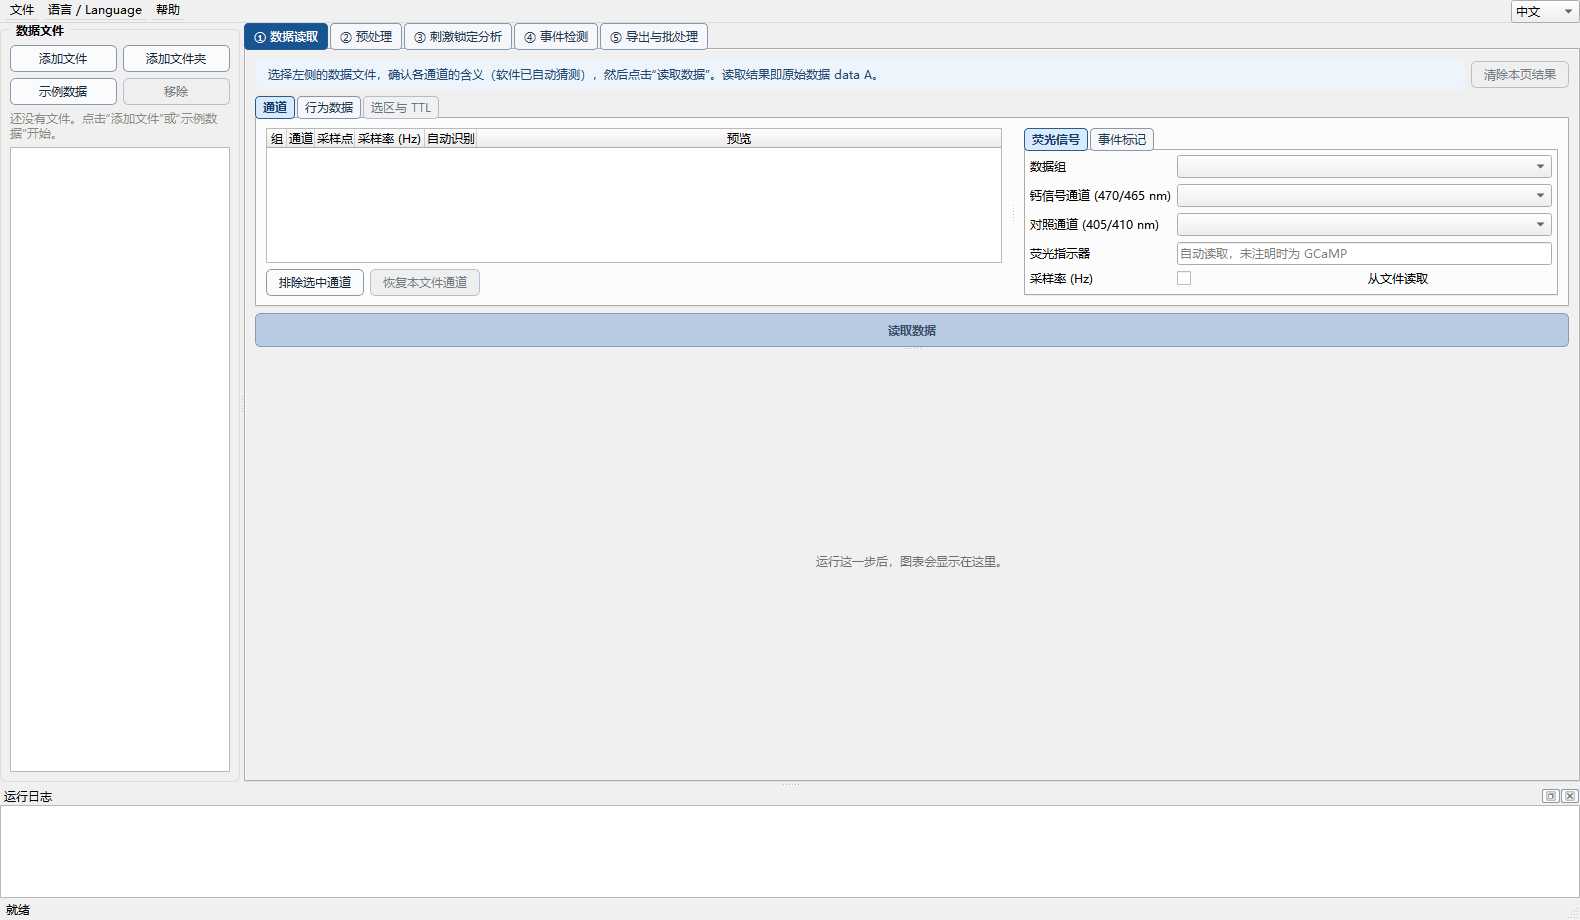 文件 语言 / Language 帮助
中文
数据文件
添加文件 添加文件夹
示例数据 移除
还没有文件。点击“添加文件”或“示例数
据”开始。
① 数据读取 ② 预处理 ③ 刺激锁定分析 ④ 事件检测 ⑤ 导出与批处理
选择左侧的数据文件，确认各通道的含义（软件已自动猜测），然后点击“读取数据”。读取结果即原始数据 data A。
清除本页结果
通道 行为数据 选区与 TTL
组 通道 采样点 采样率 (Hz) 自动识别 预览
排除选中通道 恢复本文件通道
荧光信号 事件标记
数据组
钙信号通道 (470/465 nm)
对照通道 (405/410 nm)
荧光指示器 自动读取，未注明时为 GCaMP
采样率 (Hz) 从文件读取
读取数据
运行这一步后，图表会显示在这里。
运行日志
就绪